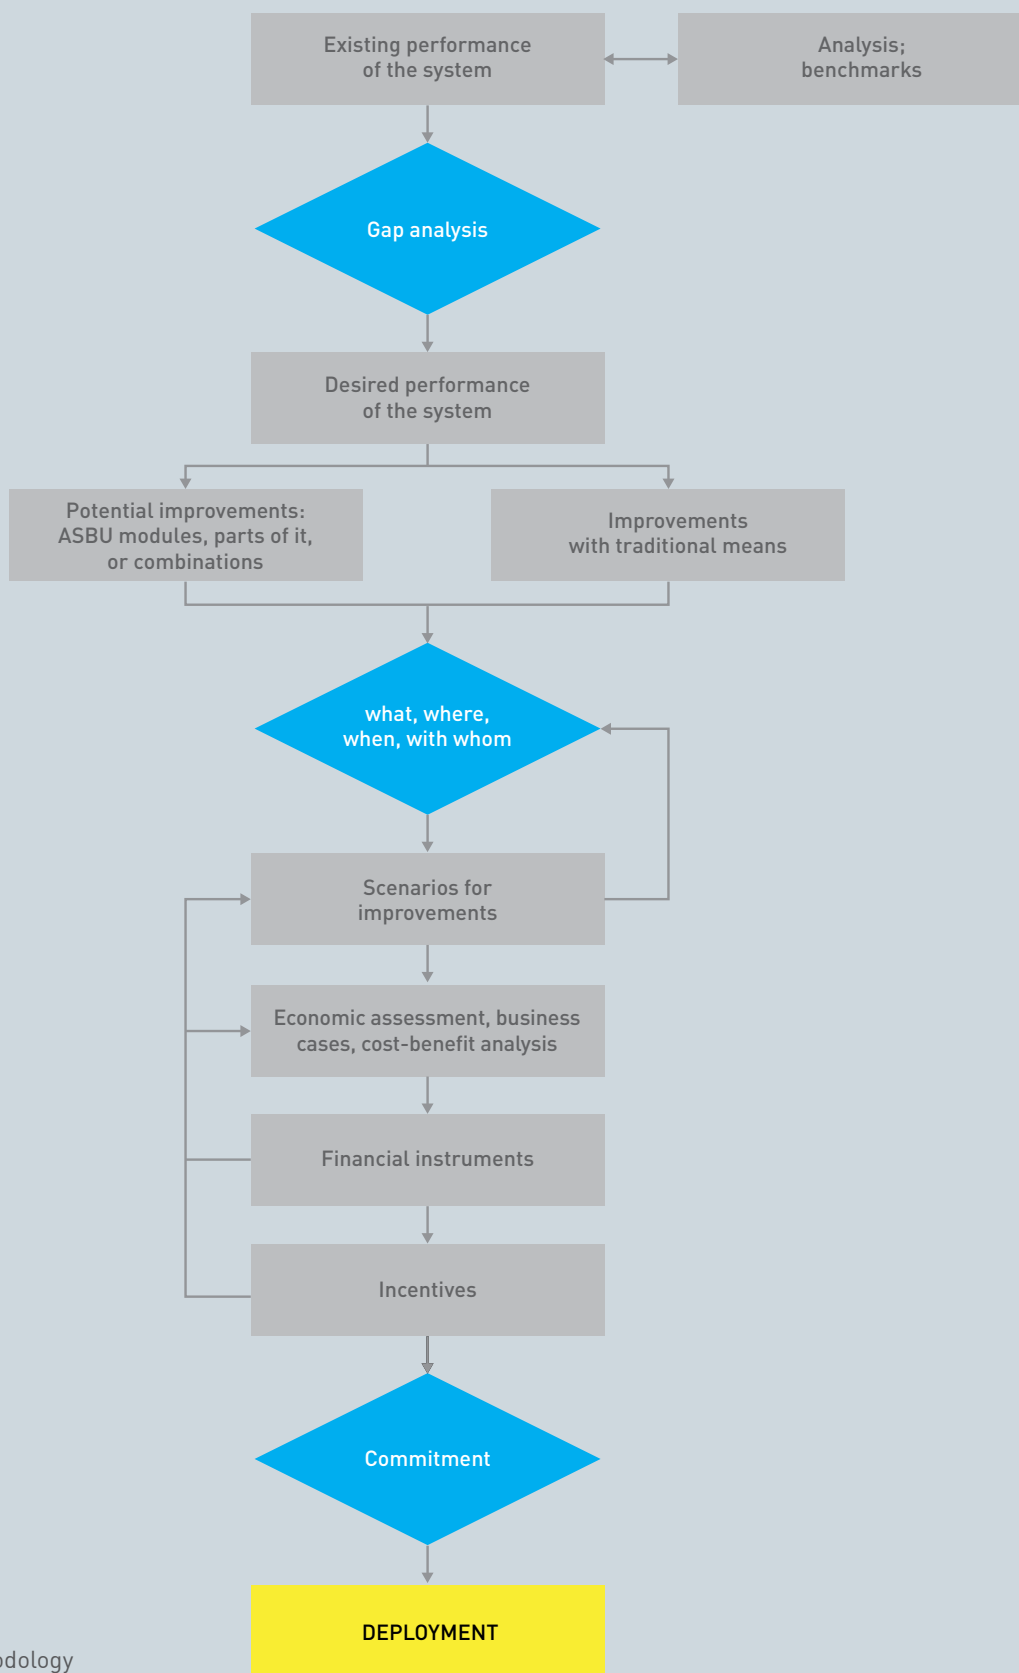 Existing performance
of the system
Analysis;
benchmarks
Gap analysis
Desired performance
of the system
Potential improvements:
ASBU modules, parts of it,
or combinations
Improvements
with traditional means
what, where,
when, with whom
Scenarios for
improvements
Economic assessment, business
cases, cost-benefit analysis
Financial instruments
Incentives
Commitment
DEPLOYMENT